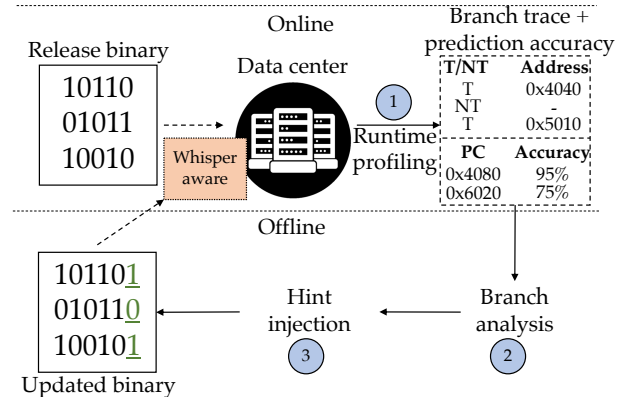 Online
Release binary
10110
01011
10010
Data center
Whisper
aware
1
Runtime
profiling
Branch trace +
prediction accuracy
T/NT Address
T 0x4040
NT -
T 0x5010
PC Accuracy
0x4080 95%
0x6020 75%
Offline
101101
010110
100101
Updated binary
Hint
injection
3
Branch
analysis
2